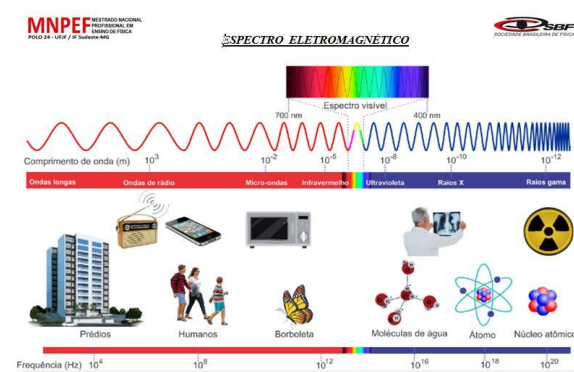 MNPEF MESTRADO NACIONAL
PROFISSIONAL EM
ENSINO DE FÍSICA
POLO 24 - UFJF / IF Sudeste-MG
SBF
SOCIEDADE BRASILEIRA DE FÍSICA
ESPECTRO ELETROMAGNÉTICO
Espectro visível
700 nm 400 nm
Comprimento de onda (m) 10³ 10⁻² 10⁻⁵ 10⁻⁸ 10⁻¹⁰ 10⁻¹²
Ondas longas Ondas de rádio Micro-ondas Infravermelho Ultravioleta Raios X Raios gama
Prédios Humanos Borboleta Moléculas de água Átomo Núcleo atômico
Frequência (Hz) 10⁴ 10⁸ 10¹² 10¹⁶ 10¹⁸ 10²⁰